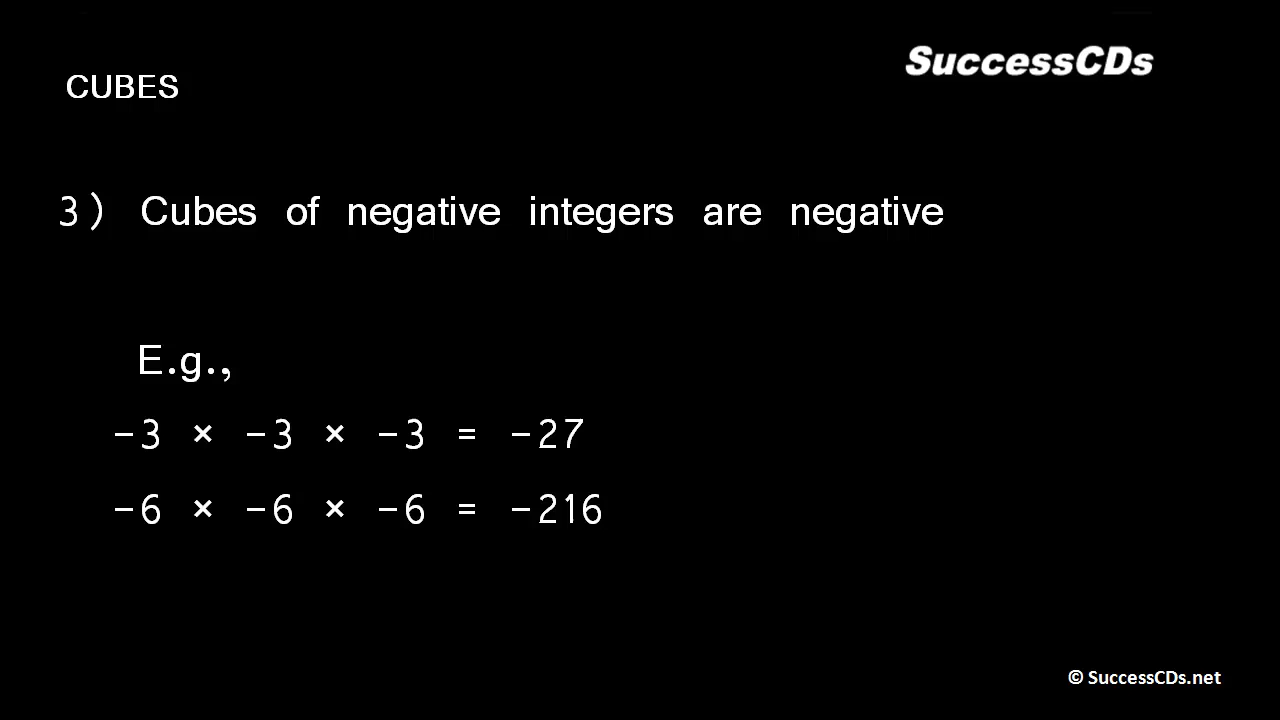 SuccessCDs
CUBES
3) Cubes of negative integers are negative
E.g.,
-3 × -3 × -3 = -27
-6 × -6 × -6 = -216
© SuccessCDs.net